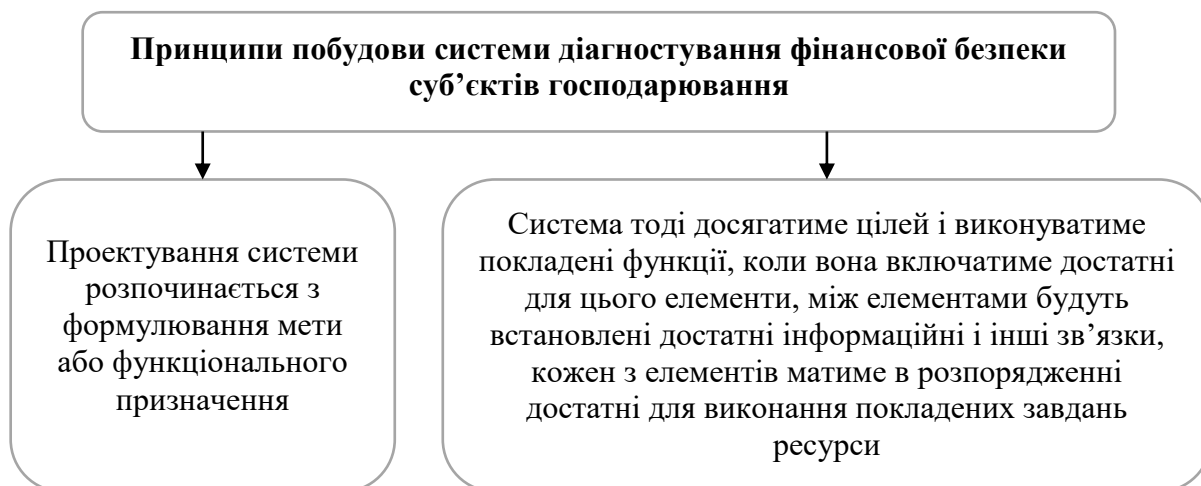 Принципи побудови системи діагностування фінансової безпеки
суб’єктів господарювання
Проектування системи
розпочинається з
формулювання мети
або функціонального
призначення
Система тоді досягатиме цілей і виконуватиме
покладені функції, коли вона включатиме достатні
для цього елементи, між елементами будуть
встановлені достатні інформаційні і інші зв’язки,
кожен з елементів матиме в розпорядженні
достатні для виконання покладених завдань
ресурси